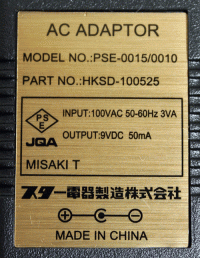 AC ADAPTOR
MODEL NO.:PSE-0015/0010
PART NO.:HKSD-100525
PSE
JQA
INPUT:100VAC 50-60Hz 3VA
OUTPUT:9VDC 50mA
MISAKI T
スター電器製造株式会社
MADE IN CHINA